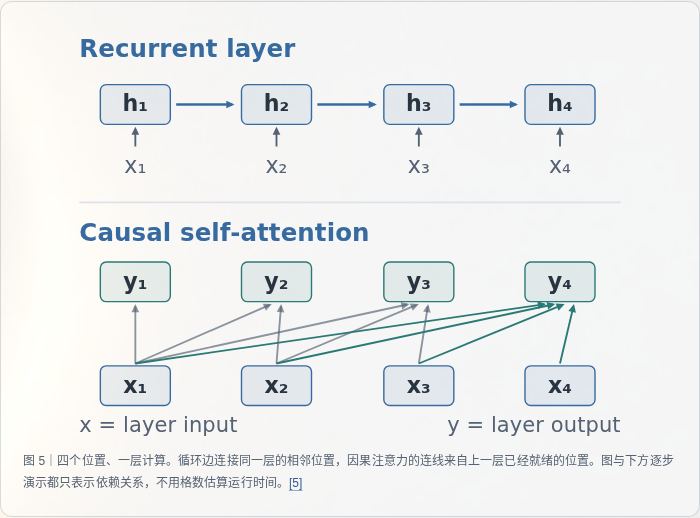 Recurrent layer
h₁ h₂ h₃ h₄
x₁ x₂ x₃ x₄
Causal self-attention
y₁ y₂ y₃ y₄
x₁ x₂ x₃ x₄
x = layer input y = layer output
图 5｜四个位置、一层计算。循环边连接同一层的相邻位置，因果注意力的连线来自上一层已经就绪的位置。图与下方逐步
演示都只表示依赖关系，不用格数估算运行时间。[5]